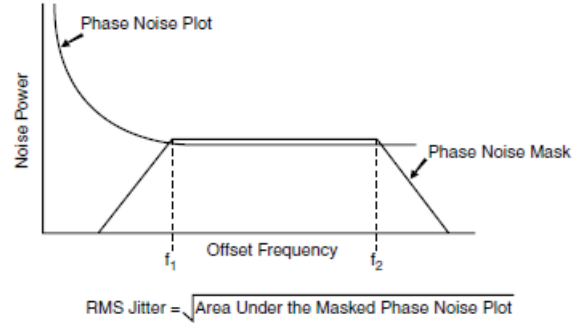 Phase Noise Plot
Noise Power
Phase Noise Mask
Offset Frequency
f1
f2
RMS Jitter = √Area Under the Masked Phase Noise Plot